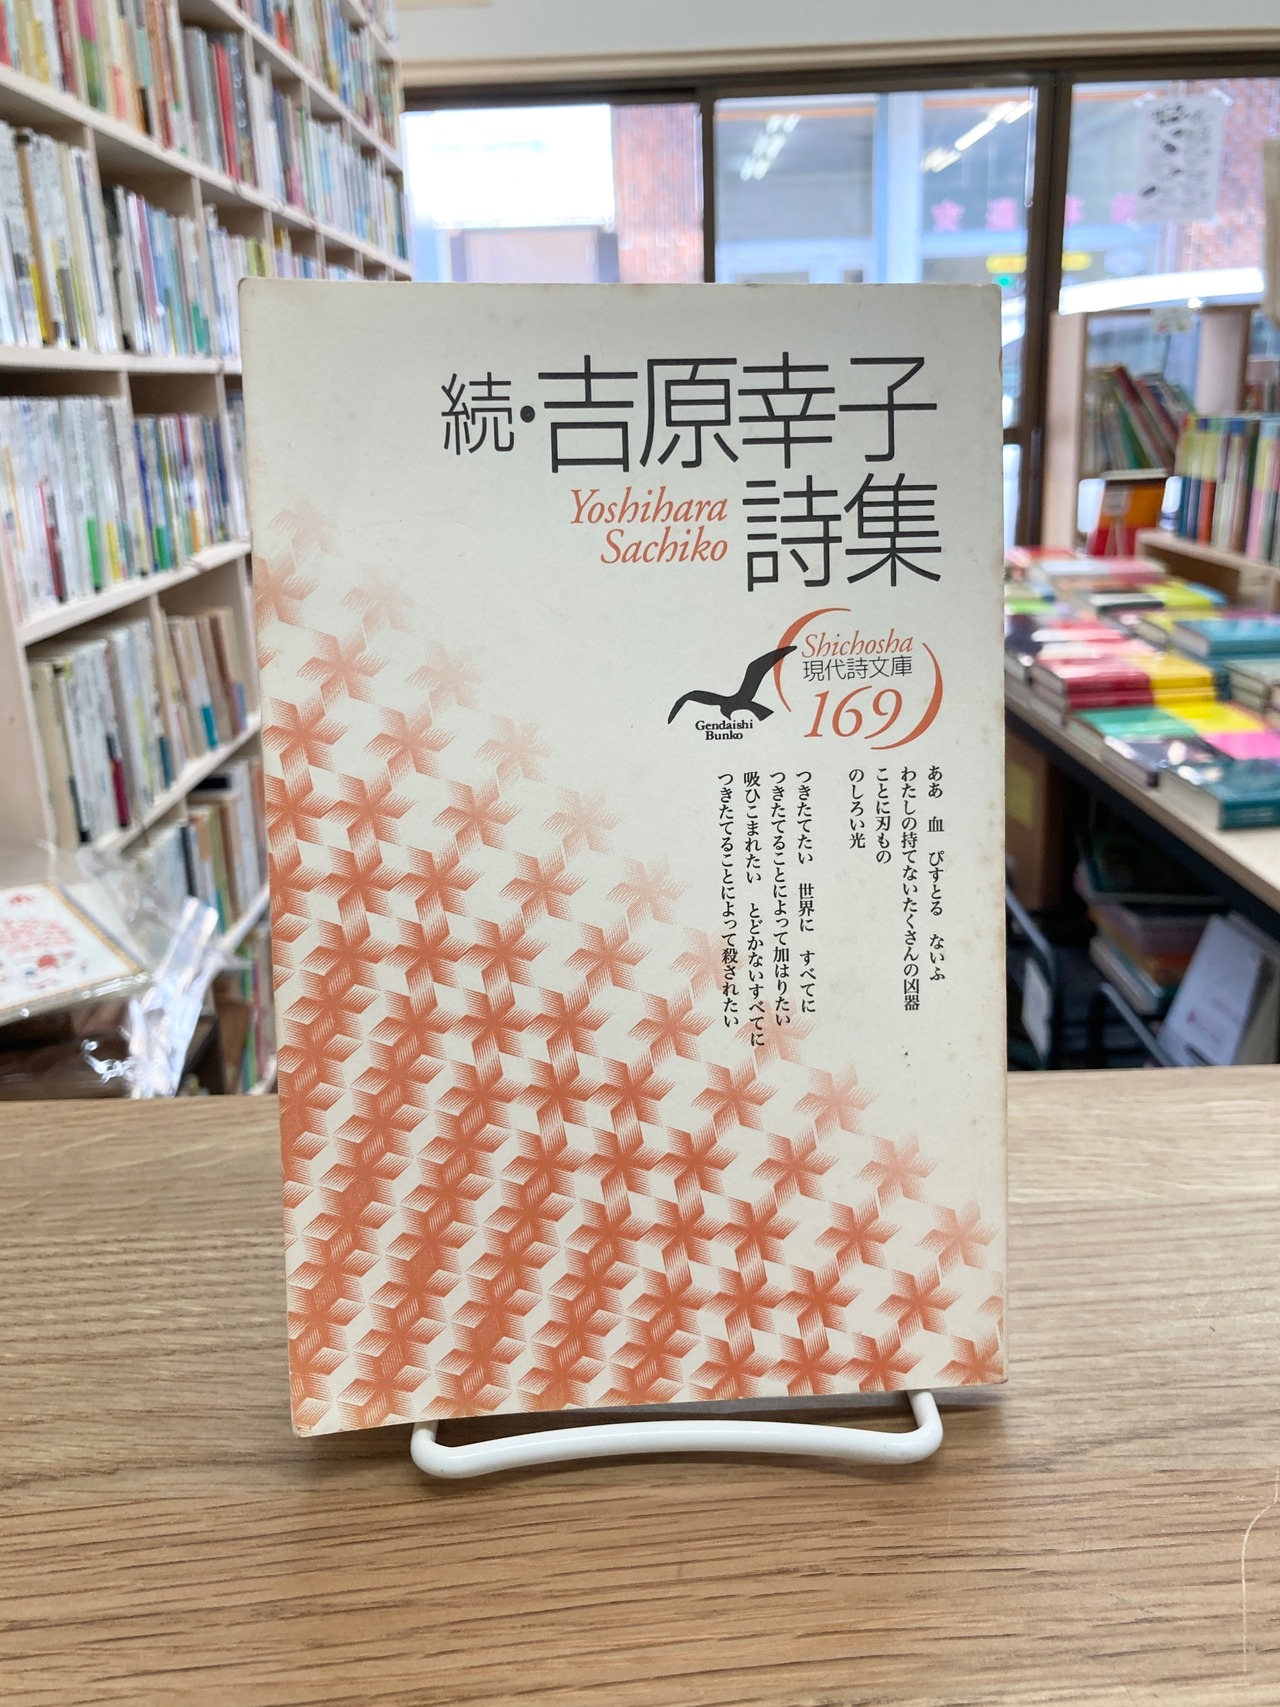 続・吉原幸子
詩集
Yoshihara
Sachiko
Shichosha
現代詩文庫
169
Gendaishi
Bunko
ああ　血　ぴすとる　ないふ
わたしの持てないたくさんの凶器
ことに刃もの
のしろい光
つきたてたい　世界に　すべてに
つきたてることによって加はりたい
吸ひこまれたい　とどかないすべてに
つきたてることによって殺されたい